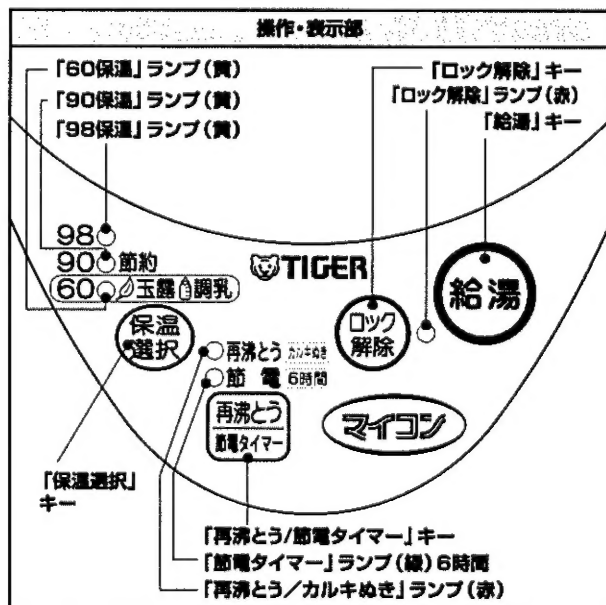 操作・表示部
「60保温」ランプ(黄)
「90保温」ランプ(黄)
「98保温」ランプ(黄)
「ロック解除」キー
「ロック解除」ランプ(赤)
「給湯」キー
98
90 節約
60 玉露 調乳
TIGER
給湯
ロック
解除
保温
選択
再沸とう カルキぬき
節電 6時間
再沸とう
節電タイマー
マイコン
「保温選択」
キー
「再沸とう/節電タイマー」キー
「節電タイマー」ランプ(緑)6時間
「再沸とう/カルキぬき」ランプ(赤)